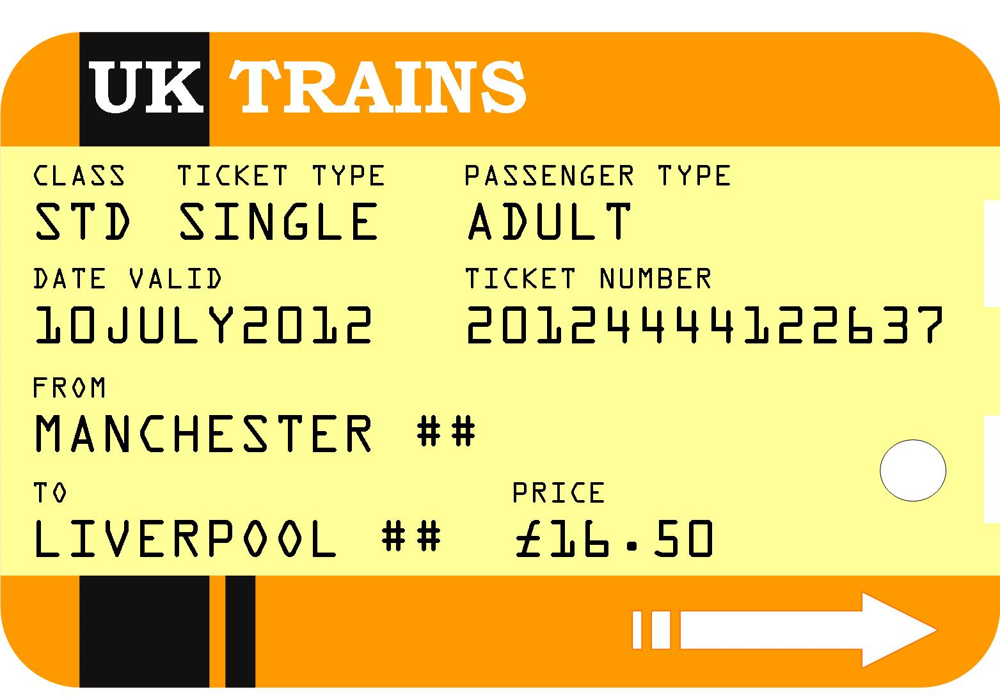 UK TRAINS
CLASS TICKET TYPE PASSENGER TYPE
STD SINGLE ADULT
DATE VALID TICKET NUMBER
10JULY2012 20124444122637
FROM
MANCHESTER ##
TO PRICE
LIVERPOOL ## £16.50